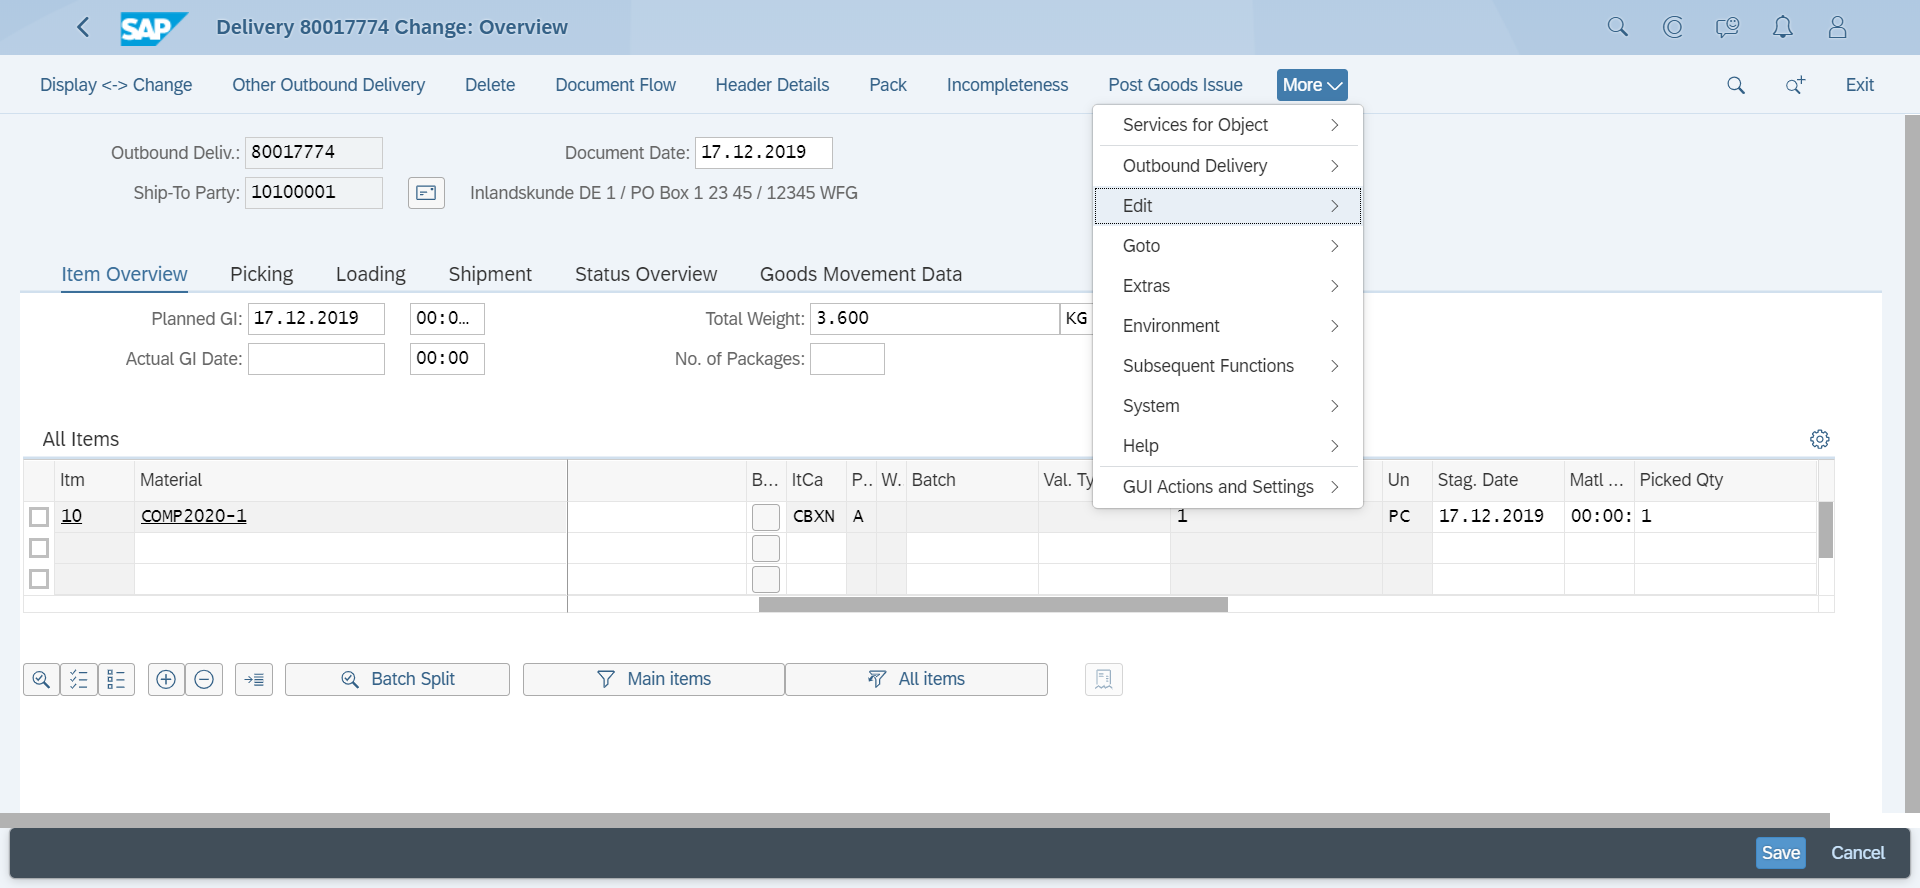 SAP Delivery 80017774 Change: Overview
Display <-> Change Other Outbound Delivery Delete Document Flow Header Details Pack Incompleteness Post Goods Issue More Exit
Services for Object
Outbound Delivery
Edit
Goto
Extras
Environment
Subsequent Functions
System
Help
GUI Actions and Settings
Outbound Deliv.: 80017774 Document Date: 17.12.2019
Ship-To Party: 10100001 Inlandskunde DE 1 / PO Box 1 23 45 / 12345 WFG
Item Overview Picking Loading Shipment Status Overview Goods Movement Data
Planned GI: 17.12.2019 00:0... Total Weight: 3.600 KG
Actual GI Date: 00:00 No. of Packages:
All Items
Itm Material B... ItCa P.. W. Batch Val. Ty Un Stag. Date Matl ... Picked Qty
10 COMP2020-1 CBXN A 1 PC 17.12.2019 00:00: 1
Batch Split Main items All items
Save Cancel